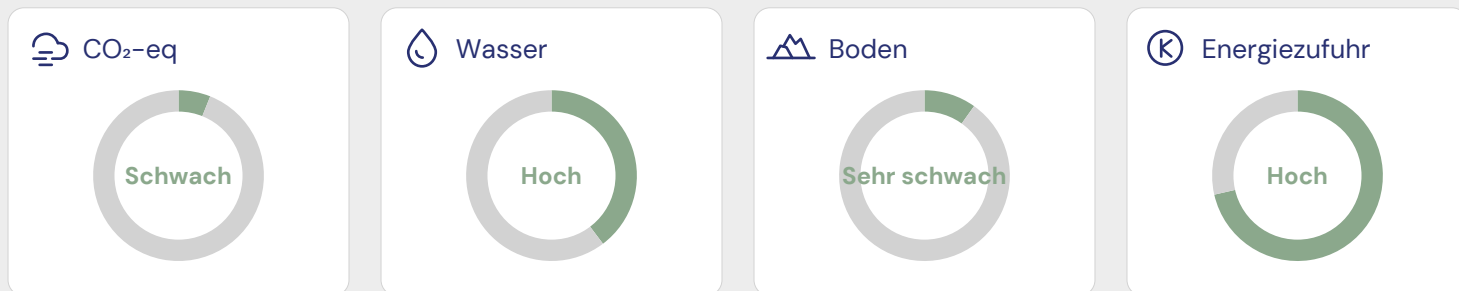 CO₂-eq
Schwach
Wasser
Hoch
Boden
Sehr schwach
Energiezufuhr
Hoch